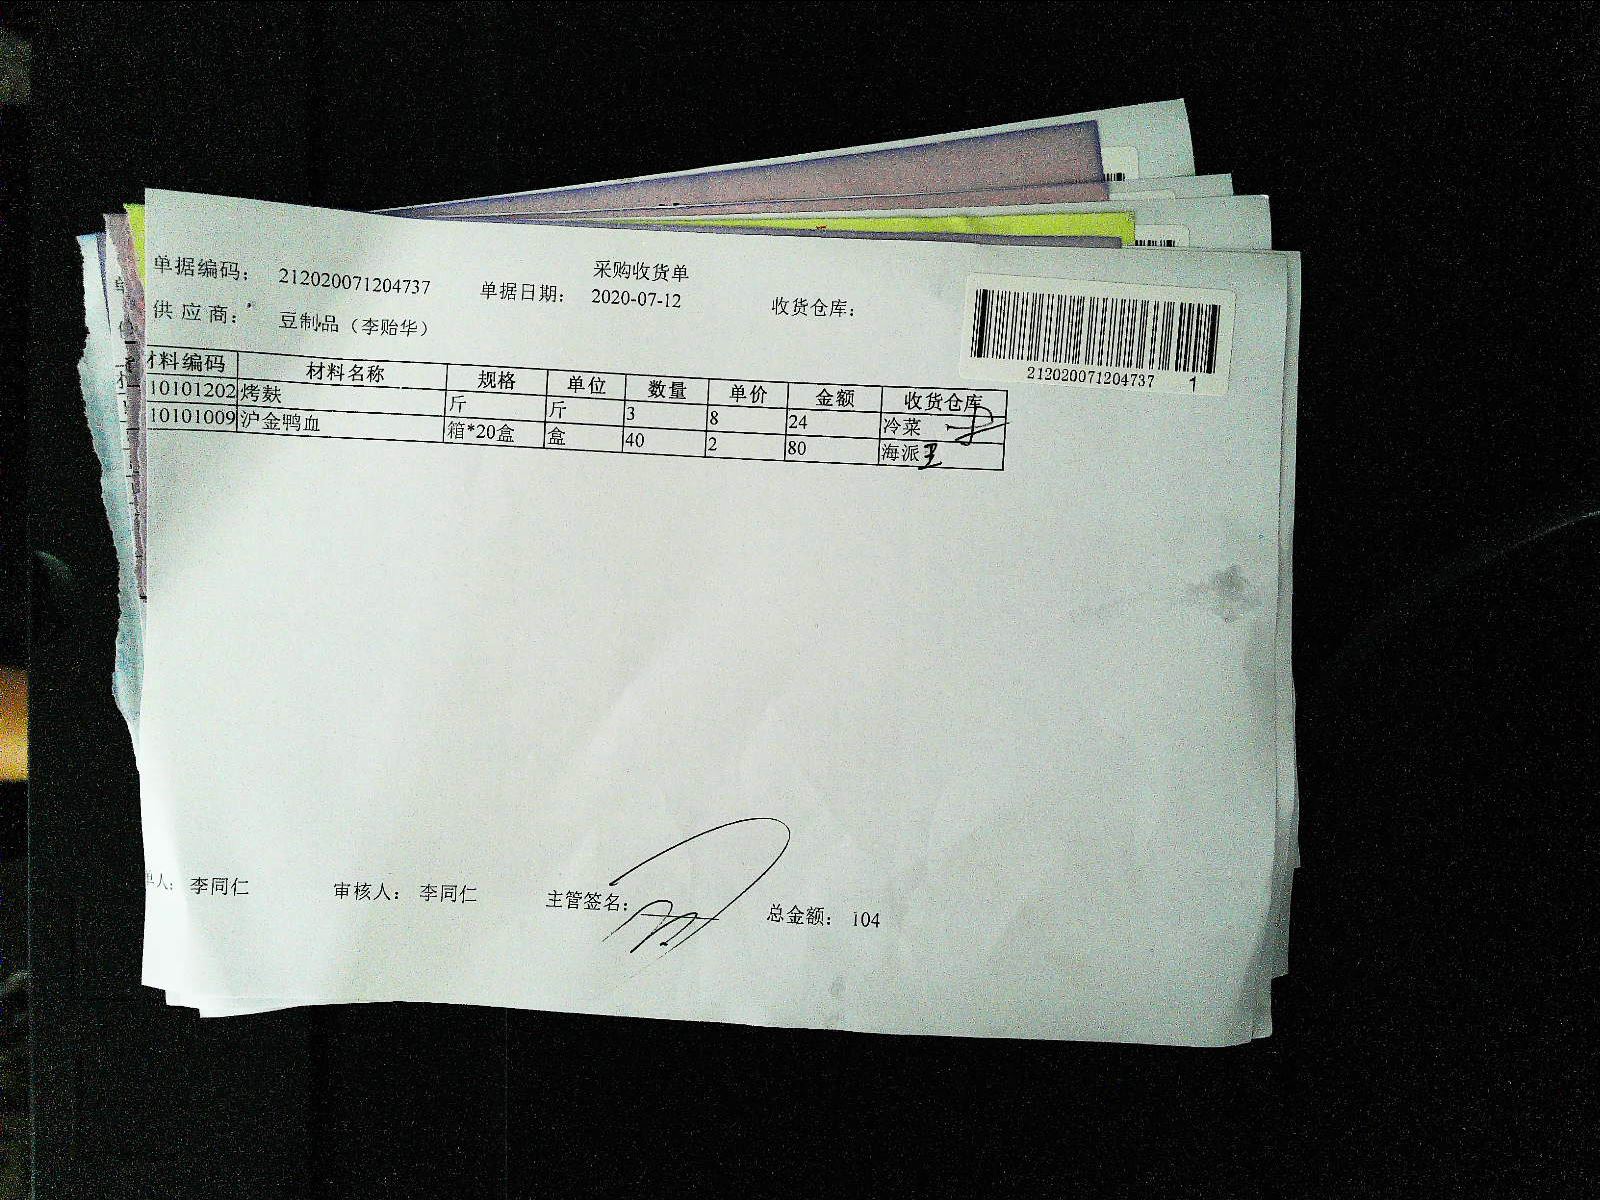 采购收货单
单据编码： 212020071204737 单据日期： 2020-07-12 收货仓库：
供应商： 豆制品（李贻华）
212020071204737 1
材料编码 材料名称 规格 单位 数量 单价 金额 收货仓库
10101202 烤麸 斤 斤 3 8 24 冷菜
10101009 沪金鸭血 箱*20盒 盒 40 2 80 海派 王
人： 李同仁 审核人： 李同仁 主管签名： 总金额： 104